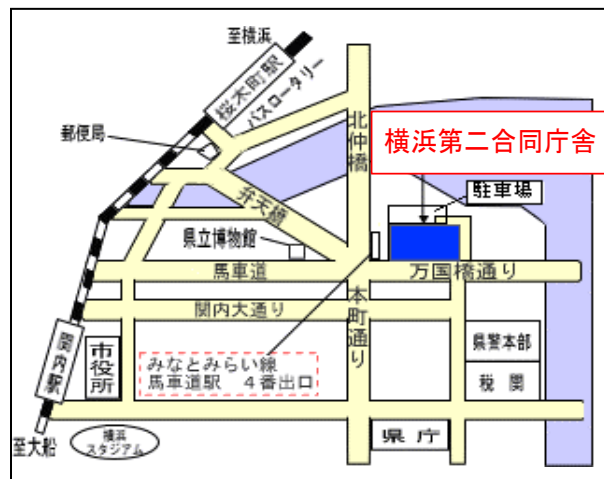 至横浜
桜木町駅
バスロータリー
郵便局
北仲橋
横浜第二合同庁舎
駐車場
弁天橋
県立博物館
馬車道
万国橋通り
関内大通り
本町通り
関内駅
市役所
みなとみらい線
馬車道駅 4番出口
県警本部
税関
至大船
横浜
スタジアム
県庁